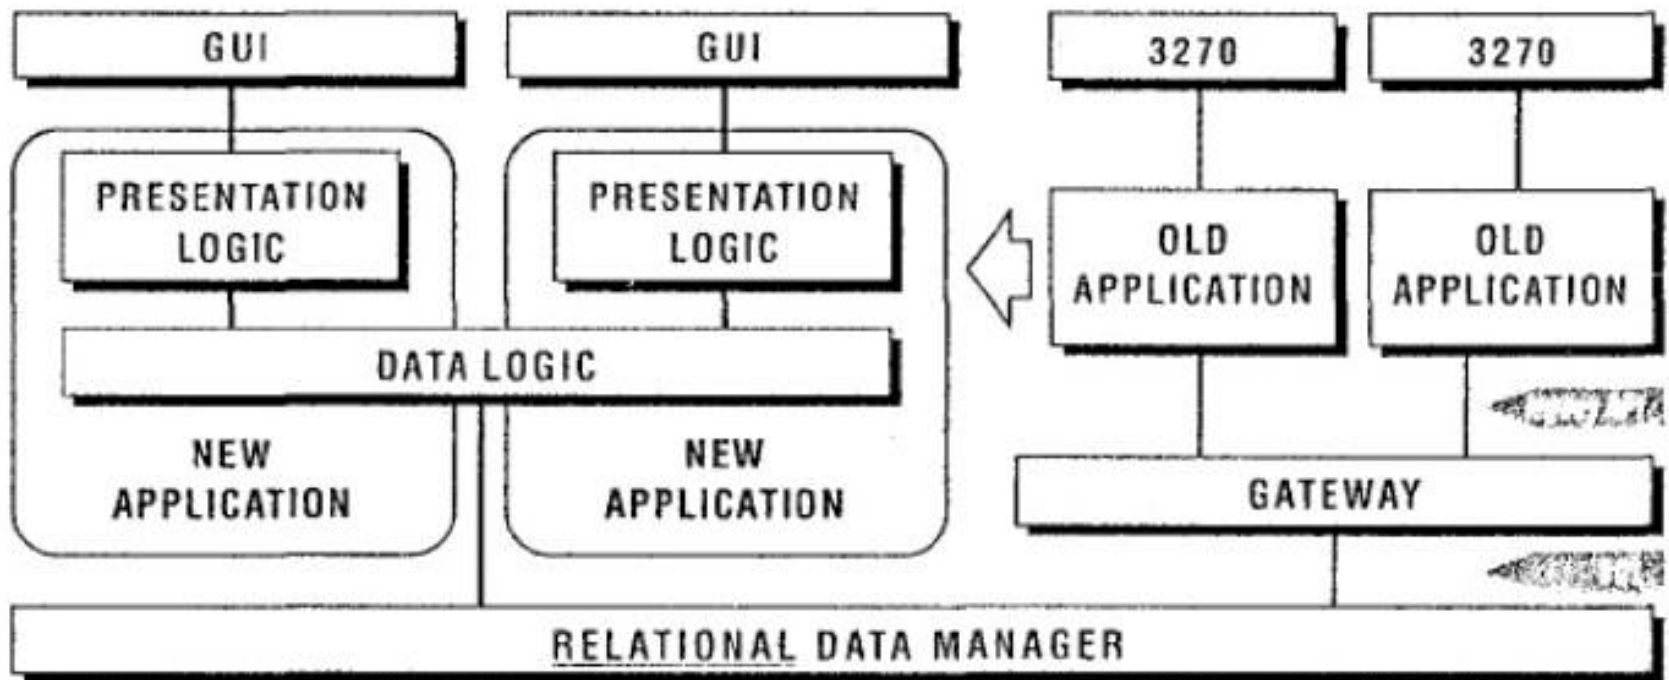 GUI
GUI
3270
3270
PRESENTATION
LOGIC
PRESENTATION
LOGIC
OLD
APPLICATION
OLD
APPLICATION
DATA LOGIC
NEW
APPLICATION
NEW
APPLICATION
GATEWAY
RELATIONAL DATA MANAGER